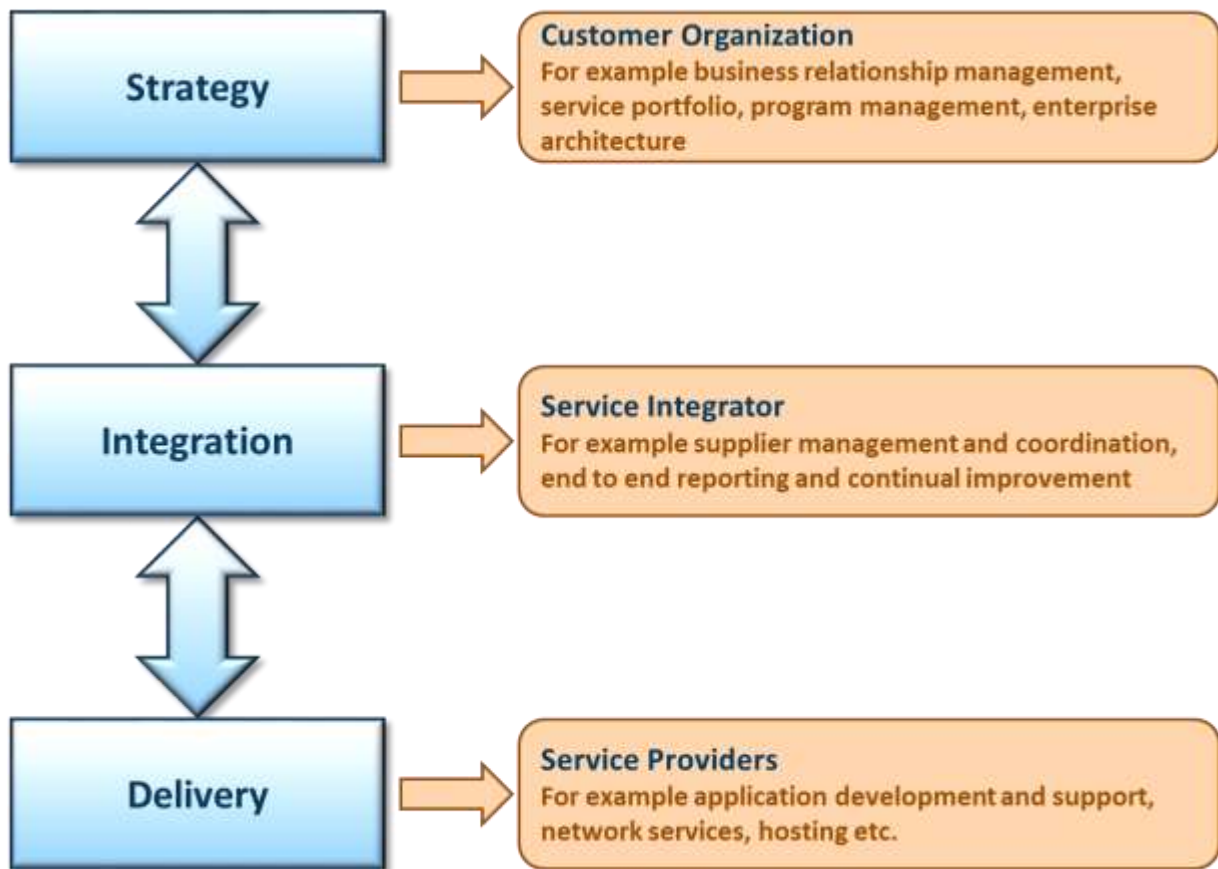 Strategy
Customer Organization
For example business relationship management,
service portfolio, program management, enterprise
architecture
Integration
Service Integrator
For example supplier management and coordination,
end to end reporting and continual improvement
Delivery
Service Providers
For example application development and support,
network services, hosting etc.